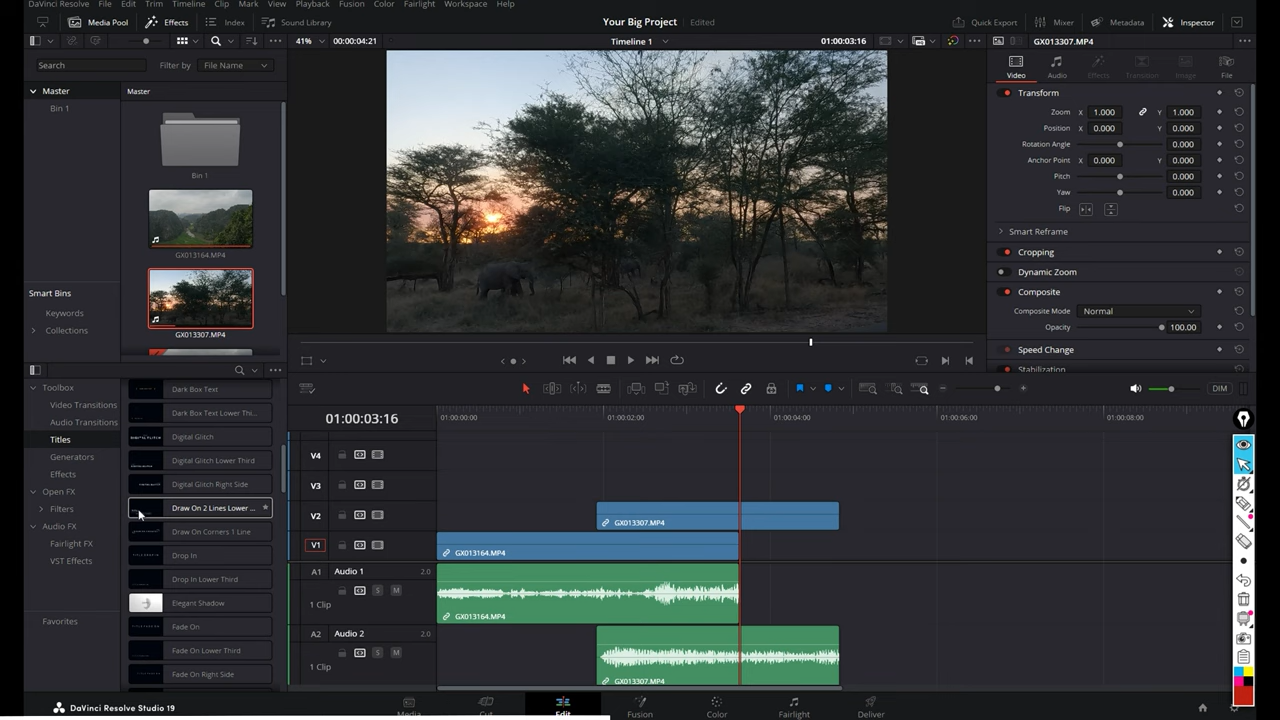 DaVinci Resolve File Edit Trim Timeline Clip Mark View Playback Fusion Color Fairlight Workspace Help
Media Pool Effects Index Sound Library Your Big Project Edited Quick Export Mixer Metadata Inspector
41% 00:00:04:21 Timeline 1 01:00:03:16 GX013307.MP4
Search Filter by File Name
Video Audio Effects Transition Image File
Master Master
Bin 1
Bin 1
GX013164.MP4
GX013307.MP4
Smart Bins
Keywords
Collections
Transform
Zoom X 1.000 Y 1.000
Position X 0.000 Y 0.000
Rotation Angle 0.000
Anchor Point X 0.000 Y 0.000
Pitch 0.000
Yaw 0.000
Flip
Smart Reframe
Cropping
Dynamic Zoom
Composite
Composite Mode Normal
Opacity 100.00
Speed Change
Stabilization
Toolbox
Video Transitions
Audio Transitions
Titles
Generators
Effects
Open FX
Filters
Audio FX
Fairlight FX
VST Effects
Favorites
Dark Box Text
Dark Box Text Lower Thi...
Digital Glitch
Digital Glitch Lower Third
Digital Glitch Right Side
Draw On 2 Lines Lower ...
Draw On Corners 1 Line
Drop In
Drop In Lower Third
Elegant Shadow
Fade On
Fade On Lower Third
Fade On Right Side
DIM
01:00:03:16 01:00:00:00 01:00:02:00 01:00:04:00 01:00:06:00 01:00:08:00
V4
V3
V2 GX013307.MP4
V1 GX013164.MP4
A1 Audio 1 2.0
S M
1 Clip GX013164.MP4
A2 Audio 2 2.0
S M
1 Clip GX013307.MP4
DaVinci Resolve Studio 19 Media Cut Edit Fusion Color Fairlight Deliver